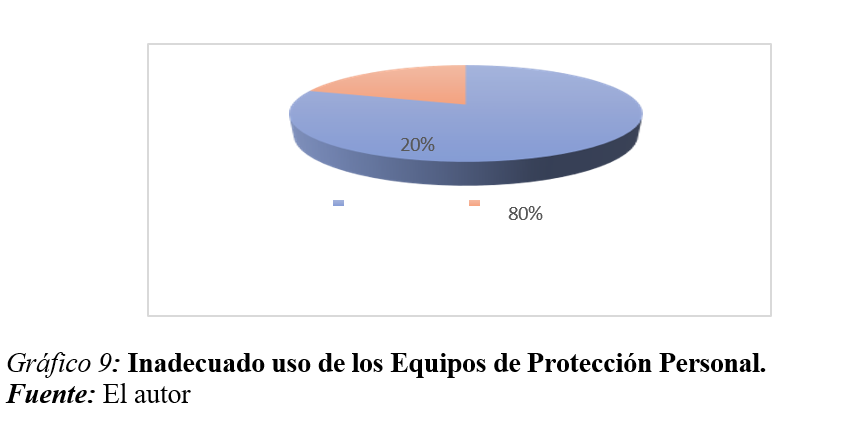 20%
80%
Gráfico 9: Inadecuado uso de los Equipos de Protección Personal.
Fuente: El autor